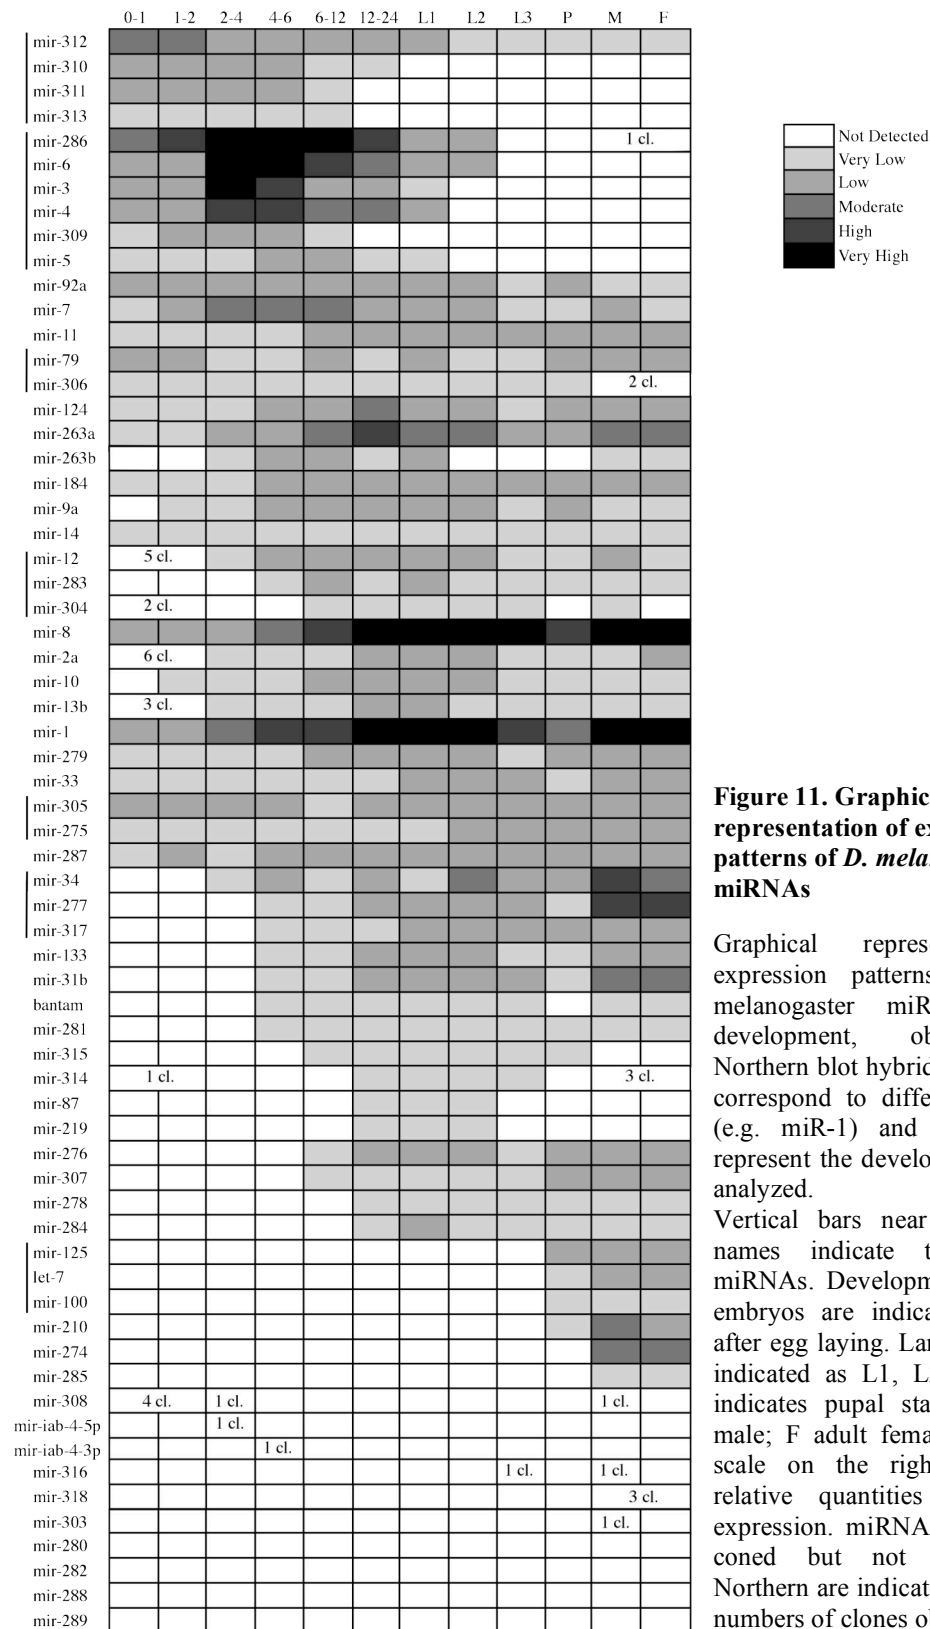 0-1 1-2 2-4 4-6 6-12 12-24 L1 L2 L3 P M F
mir-312
mir-310
mir-311
mir-313
mir-286 1 cl.
mir-6
mir-3
mir-4
mir-309
mir-5
mir-92a
mir-7
mir-11
mir-79
mir-306 2 cl.
mir-124
mir-263a
mir-263b
mir-184
mir-9a
mir-14
mir-12 5 cl.
mir-283
mir-304 2 cl.
mir-8
mir-2a 6 cl.
mir-10
mir-13b 3 cl.
mir-1
mir-279
mir-33
mir-305
mir-275
mir-287
mir-34
mir-277
mir-317
mir-133
mir-31b
bantam
mir-281
mir-315
mir-314 1 cl. 3 cl.
mir-87
mir-219
mir-276
mir-307
mir-278
mir-284
mir-125
let-7
mir-100
mir-210
mir-274
mir-285
mir-308 4 cl. 1 cl. 1 cl.
mir-iab-4-5p 1 cl.
mir-iab-4-3p 1 cl.
mir-316 1 cl. 1 cl.
mir-318 3 cl.
mir-303 1 cl.
mir-280
mir-282
mir-288
mir-289
Not Detected
Very Low
Low
Moderate
High
Very High
Figure 11. Graphic
representation of ex
patterns of D. mela
miRNAs
Graphical repres
expression patterns
melanogaster miR
development, ob
Northern blot hybrid
correspond to diffe
(e.g. miR-1) and
represent the develo
analyzed.
Vertical bars near
names indicate t
miRNAs. Developm
embryos are indica
after egg laying. Lar
indicated as L1, L
indicates pupal sta
male; F adult fema
scale on the righ
relative quantities
expression. miRNA
coned but not
Northern are indicat
numbers of clones o